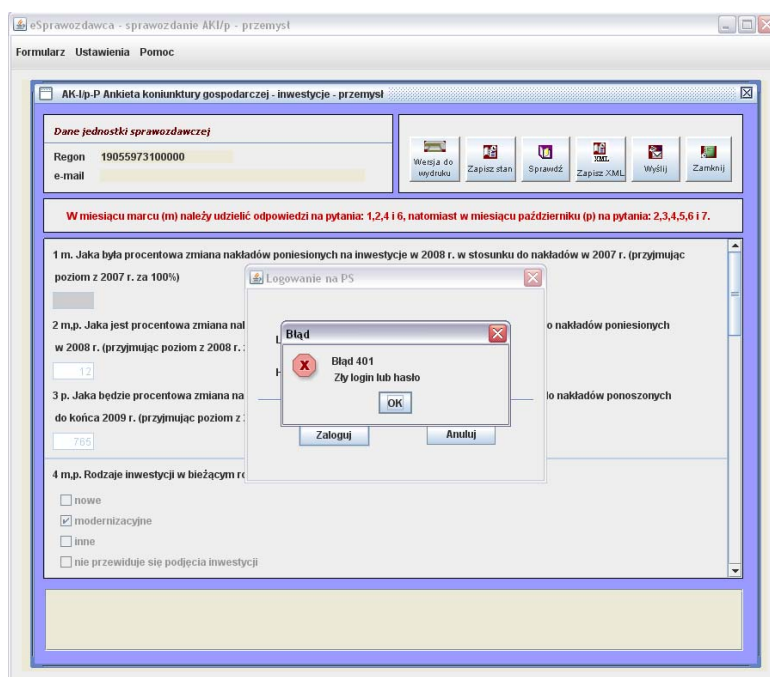 eSprawozdawca - sprawozdanie AKI/p - przemysł
Formularz Ustawienia Pomoc
AK-I/p-P Ankieta koniunktury gospodarczej - inwestycje - przemysł
Dane jednostki sprawozdawczej
Regon 19055973100000
e-mail
Wersja do wydruku
Zapisz stan
Sprawdź
XML
Zapisz XML
Wyślij
Zamknij
W miesiącu marcu (m) należy udzielić odpowiedzi na pytania: 1,2,4 i 6, natomiast w miesiącu październiku (p) na pytania: 2,3,4,5,6 i 7.
1 m. Jaka była procentowa zmiana nakładów poniesionych na inwestycje w 2008 r. w stosunku do nakładów w 2007 r. (przyjmując
poziom z 2007 r. za 100%)
2 m,p. Jaka jest procentowa zmiana nal
o nakładów poniesionych
w 2008 r. (przyjmując poziom z 2008 r. :
12
3 p. Jaka będzie procentowa zmiana na
lo nakładów ponoszonych
do końca 2009 r. (przyjmując poziom z :
765
4 m,p. Rodzaje inwestycji w bieżącym ro
nowe
modernizacyjne
inne
nie przewiduje się podjęcia inwestycji
Logowanie na PS
Błąd
Błąd 401
Zły login lub hasło
OK
Zaloguj Anuluj